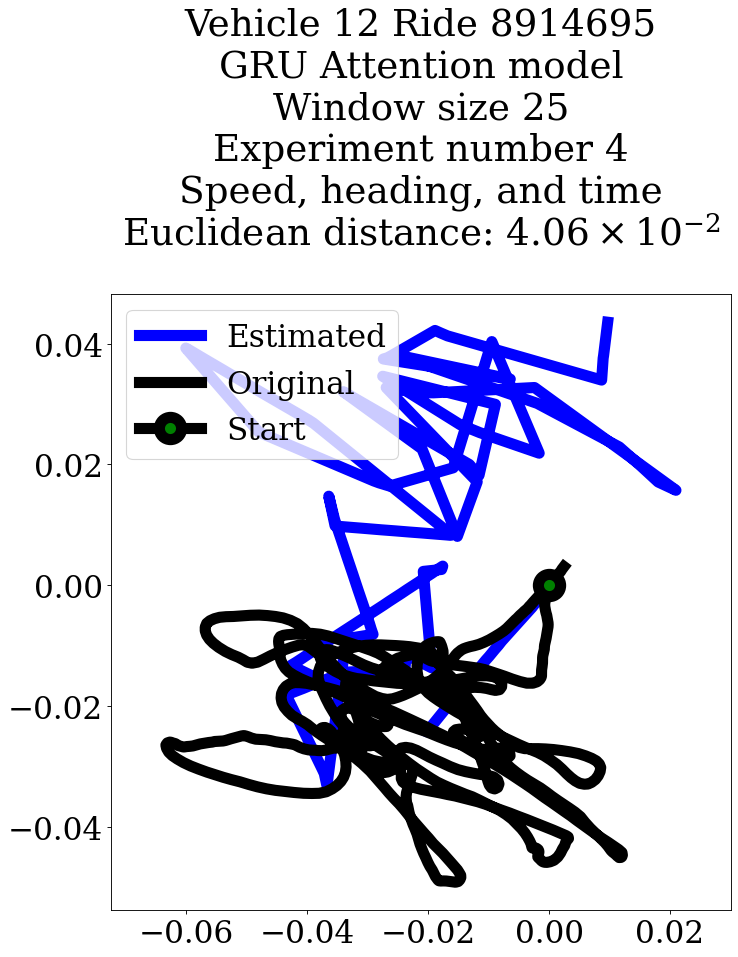 Vehicle 12 Ride 8914695
GRU Attention model
Window size 25
Experiment number 4
Speed, heading, and time
Euclidean distance: 4.06 × 10⁻²
Estimated
Original
Start
0.04
0.02
0.00
−0.02
−0.04
−0.06 −0.04 −0.02 0.00 0.02